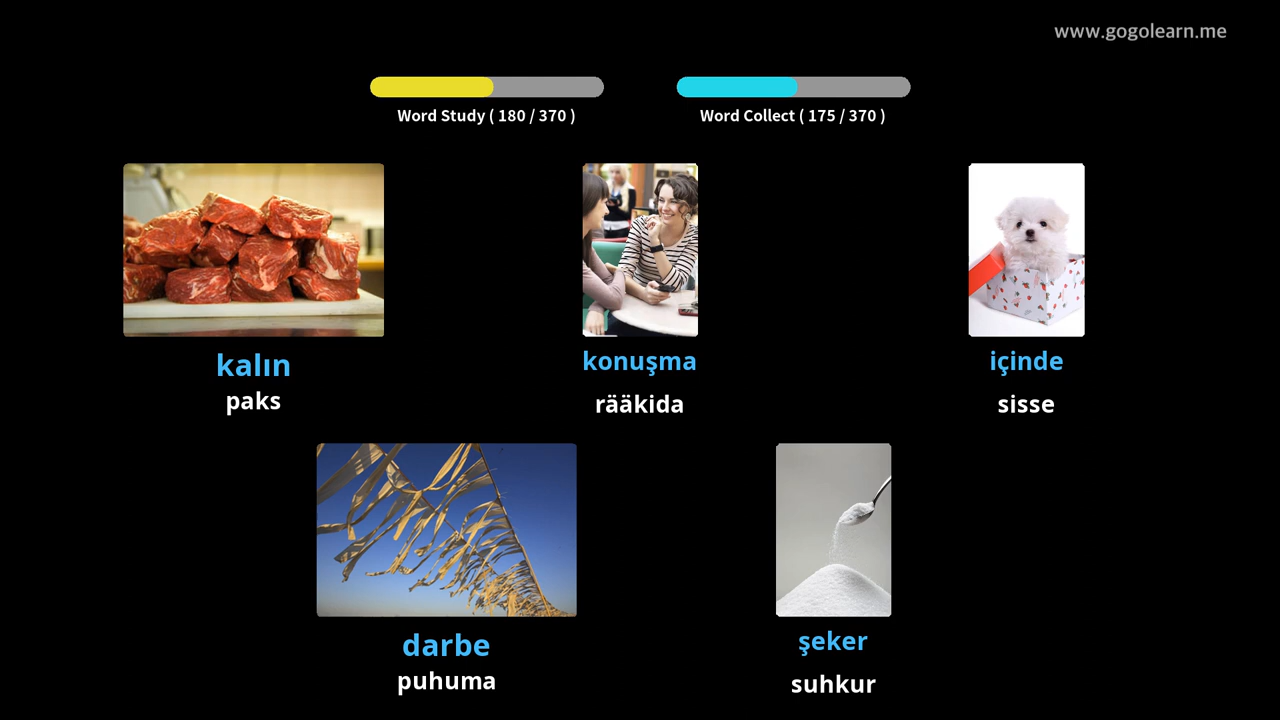 www.gogolearn.me
Word Study ( 180 / 370 )
Word Collect ( 175 / 370 )
kalın
paks
konuşma
rääkida
içinde
sisse
darbe
puhuma
şeker
suhkur